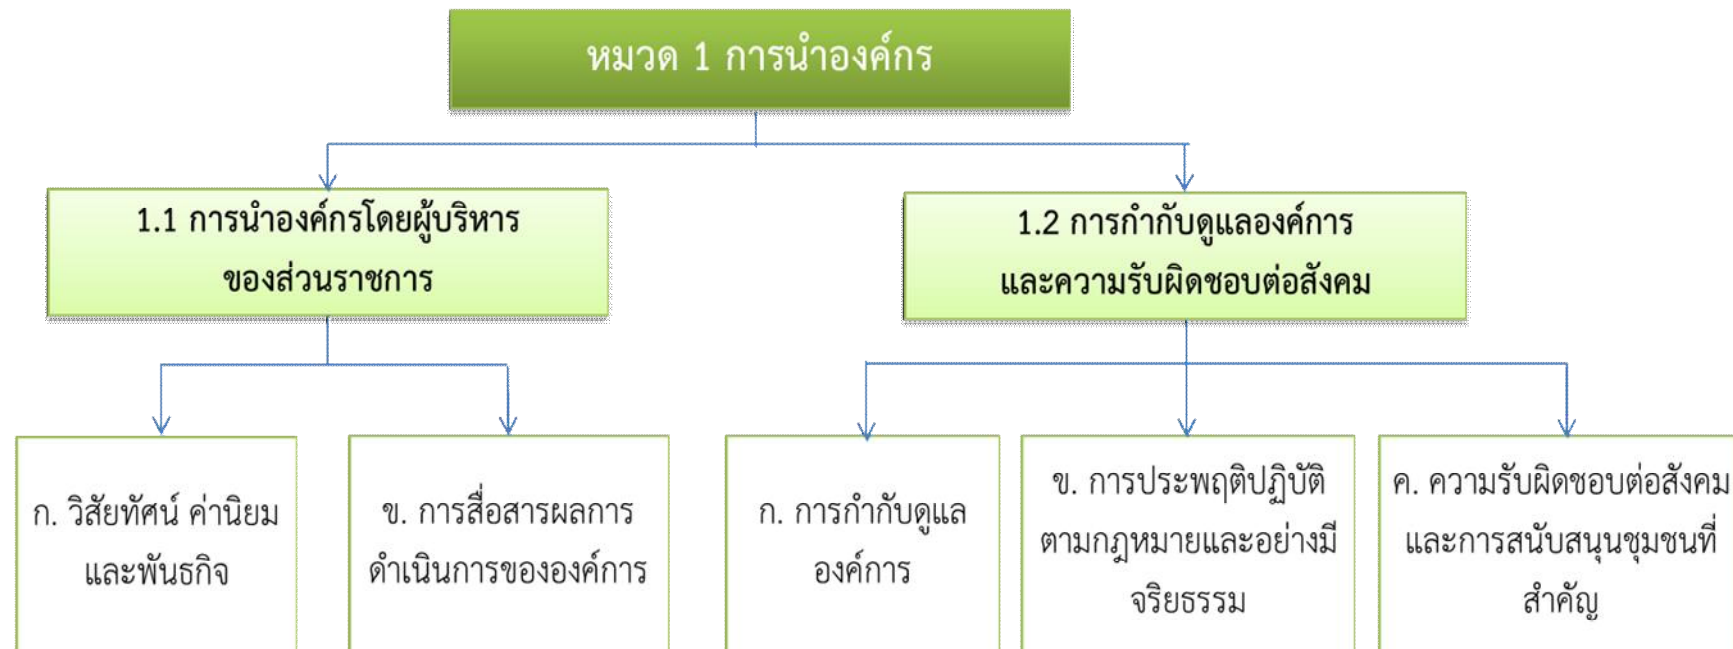 หมวด 1 การนำองค์กร
1.1 การนำองค์กรโดยผู้บริหาร
ของส่วนราชการ
1.2 การกำกับดูแลองค์การ
และความรับผิดชอบต่อสังคม
ก. วิสัยทัศน์ ค่านิยม
และพันธกิจ
ข. การสื่อสารผลการ
ดำเนินการขององค์การ
ก. การกำกับดูแล
องค์การ
ข. การประพฤติปฏิบัติ
ตามกฎหมายและอย่างมี
จริยธรรม
ค. ความรับผิดชอบต่อสังคม
และการสนับสนุนชุมชนที่
สำคัญ